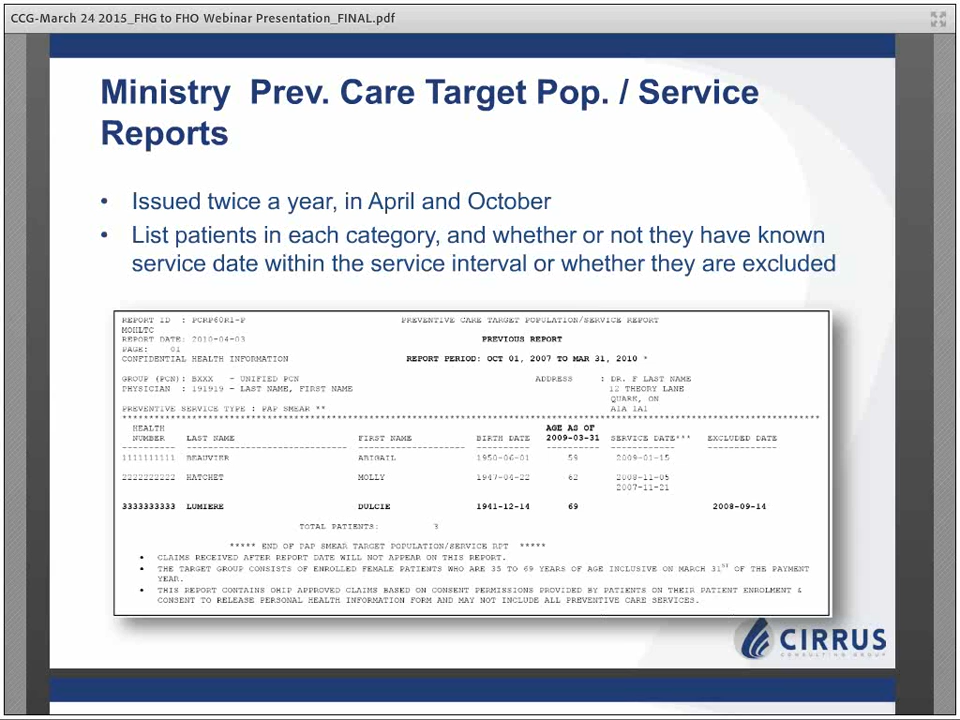 CCG-March 24 2015_FHG to FHO Webinar Presentation_FINAL.pdf
Ministry Prev. Care Target Pop. / Service
Reports
• Issued twice a year, in April and October
• List patients in each category, and whether or not they have known
service date within the service interval or whether they are excluded
REPORT ID : PCRP60R1-P PREVENTIVE CARE TARGET POPULATION/SERVICE REPORT
MOHLTC
REPORT DATE: 2010-04-03 PREVIOUS REPORT
PAGE: 01
CONFIDENTIAL HEALTH INFORMATION REPORT PERIOD: OCT 01, 2007 TO MAR 31, 2010 *
GROUP (PCN): BXXX - UNIFIED PCN ADDRESS : DR. F LAST NAME
PHYSICIAN : 191919 - LAST NAME, FIRST NAME 12 THEORY LANE
QUARK, ON
PREVENTIVE SERVICE TYPE : PAP SMEAR ** A1A 1A1
HEALTH AGE AS OF
NUMBER LAST NAME FIRST NAME BIRTH DATE 2009-03-31 SERVICE DATE*** EXCLUDED DATE
1111111111 BEAUVIER ABIGAIL 1950-06-01 59 2009-01-15
2222222222 HATCHET MOLLY 1947-04-22 62 2008-11-05
2007-11-21
3333333333 LUMIERE DULCIE 1941-12-14 69 2008-09-14
TOTAL PATIENTS: 3
***** END OF PAP SMEAR TARGET POPULATION/SERVICE RPT *****
• CLAIMS RECEIVED AFTER REPORT DATE WILL NOT APPEAR ON THIS REPORT.
• THE TARGET GROUP CONSISTS OF ENROLLED FEMALE PATIENTS WHO ARE 35 TO 69 YEARS OF AGE INCLUSIVE ON MARCH 31ST OF THE PAYMENT
YEAR.
• THIS REPORT CONTAINS OHIP APPROVED CLAIMS BASED ON CONSENT PERMISSIONS PROVIDED BY PATIENTS ON THEIR PATIENT ENROLMENT &
CONSENT TO RELEASE PERSONAL HEALTH INFORMATION FORM AND MAY NOT INCLUDE ALL PREVENTIVE CARE SERVICES.
CIRRUS
CONSULTING GROUP